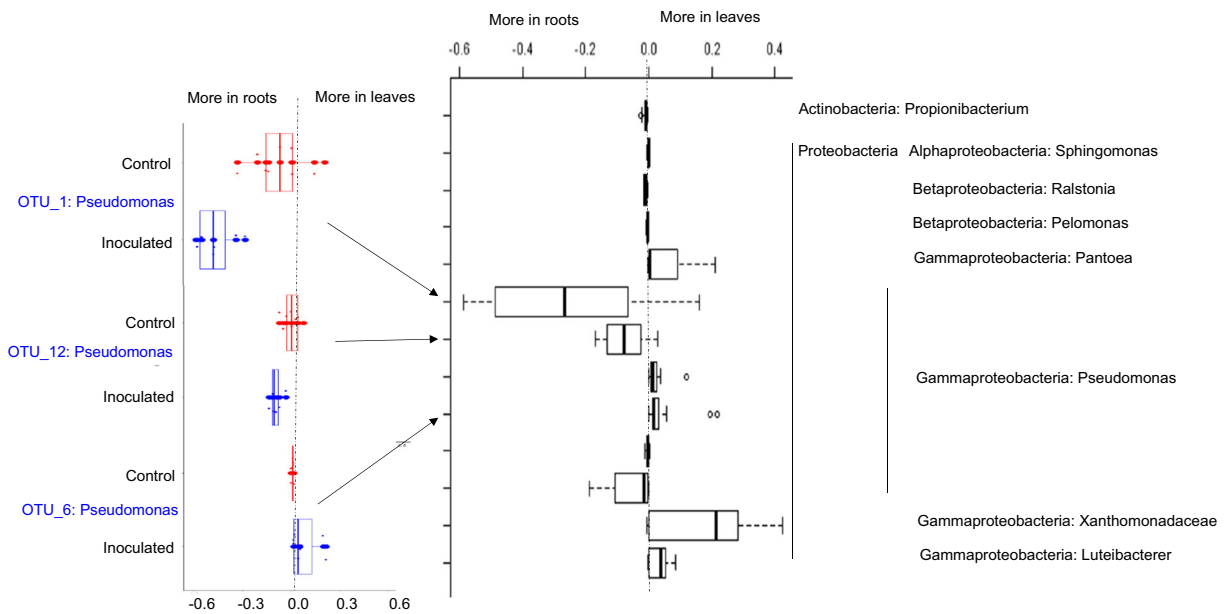 More in roots
More in leaves
-0.6 -0.4 -0.2 0.0 0.2 0.4
More in roots
More in leaves
Control
OTU_1: Pseudomonas
Inoculated
Control
OTU_12: Pseudomonas
Inoculated
Control
OTU_6: Pseudomonas
Inoculated
-0.6 -0.3 0.0 0.3 0.6
Actinobacteria: Propionibacterium
Proteobacteria
Alphaproteobacteria: Sphingomonas
Betaproteobacteria: Ralstonia
Betaproteobacteria: Pelomonas
Gammaproteobacteria: Pantoea
Gammaproteobacteria: Pseudomonas
Gammaproteobacteria: Xanthomonadaceae
Gammaproteobacteria: Luteibacterer